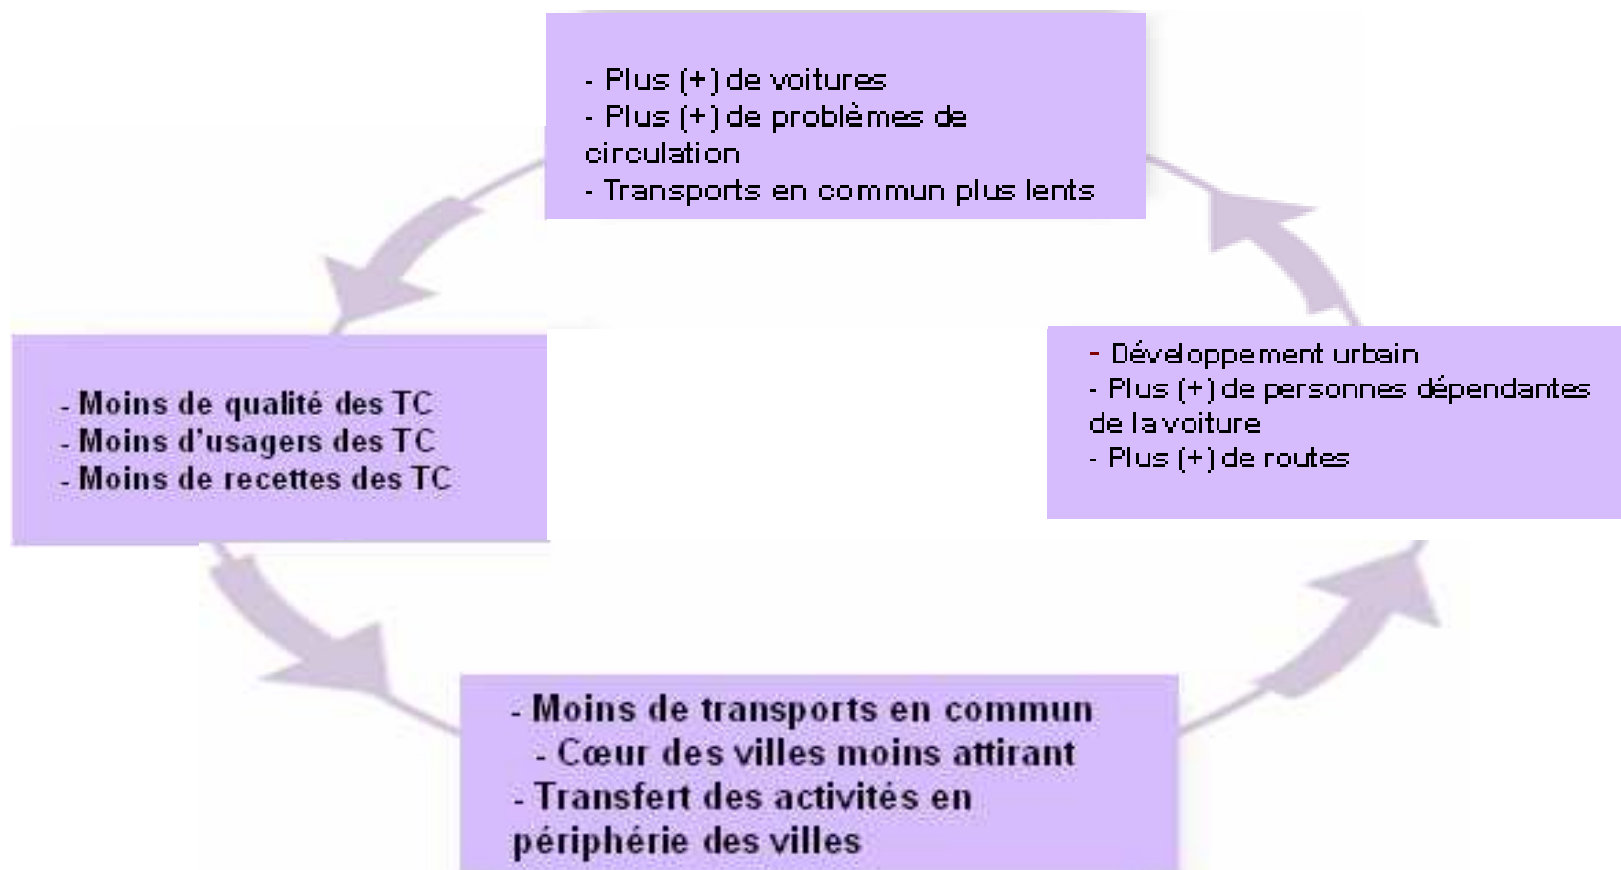 - Plus (+) de voitures
- Plus (+) de problèmes de
circulation
- Transports en commun plus lents
- Moins de qualité des TC
- Moins d'usagers des TC
- Moins de recettes des TC
- Développement urbain
- Plus (+) de personnes dépendantes
de la voiture
- Plus (+) de routes
- Moins de transports en commun
- Cœur des villes moins attirant
- Transfert des activités en
périphérie des villes